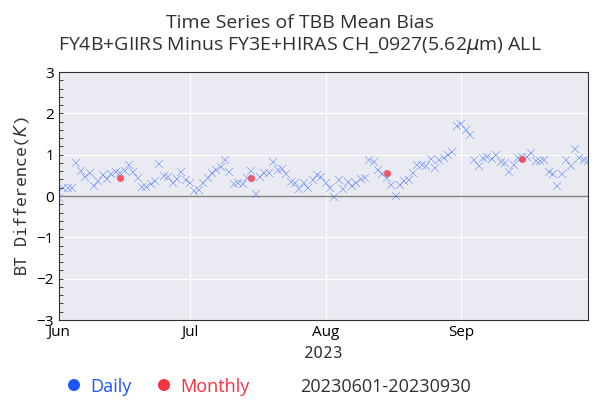 Time Series of TBB Mean Bias
FY4B+GIIRS Minus FY3E+HIRAS CH_0927(5.62μm) ALL
BT Difference(K)
3
2
1
0
−1
−2
−3
Jun Jul Aug Sep
2023
Daily Monthly 20230601-20230930